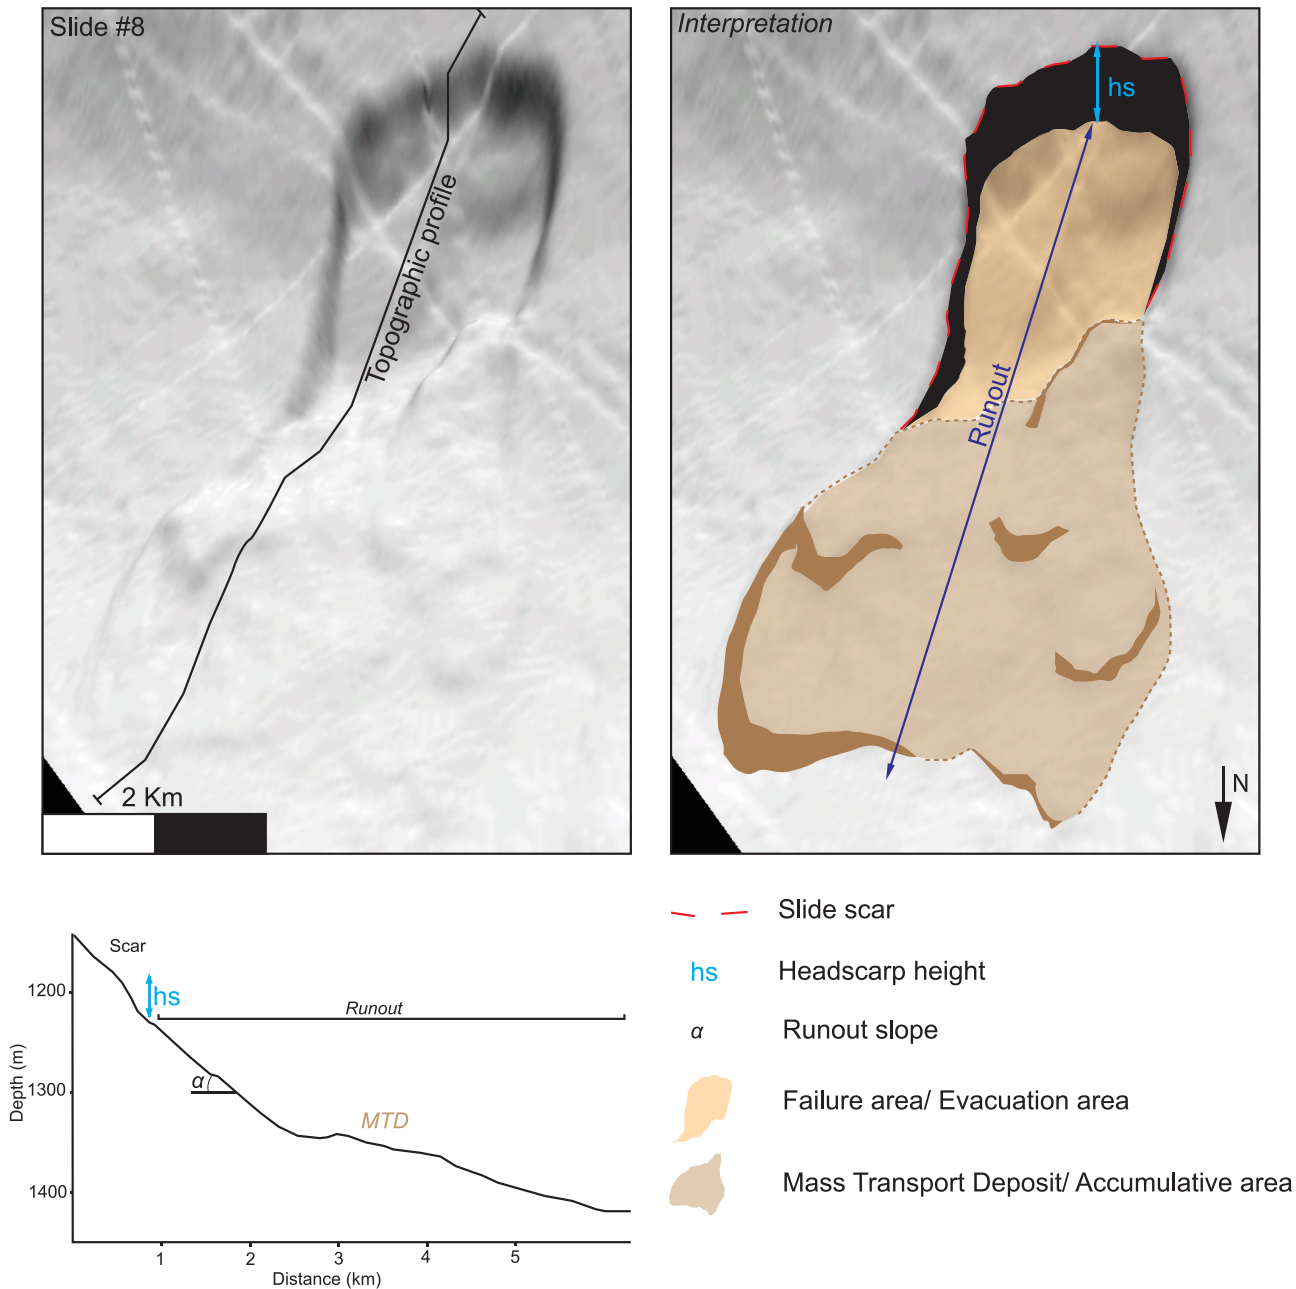 Slide #8
Topographic profile
2 Km
Interpretation
hs
Runout
N
Scar
hs
Runout
α
MTD
1200
1300
1400
Depth (m)
1 2 3 4 5
Distance (km)
Slide scar
hs Headscarp height
α Runout slope
Failure area/ Evacuation area
Mass Transport Deposit/ Accumulative area